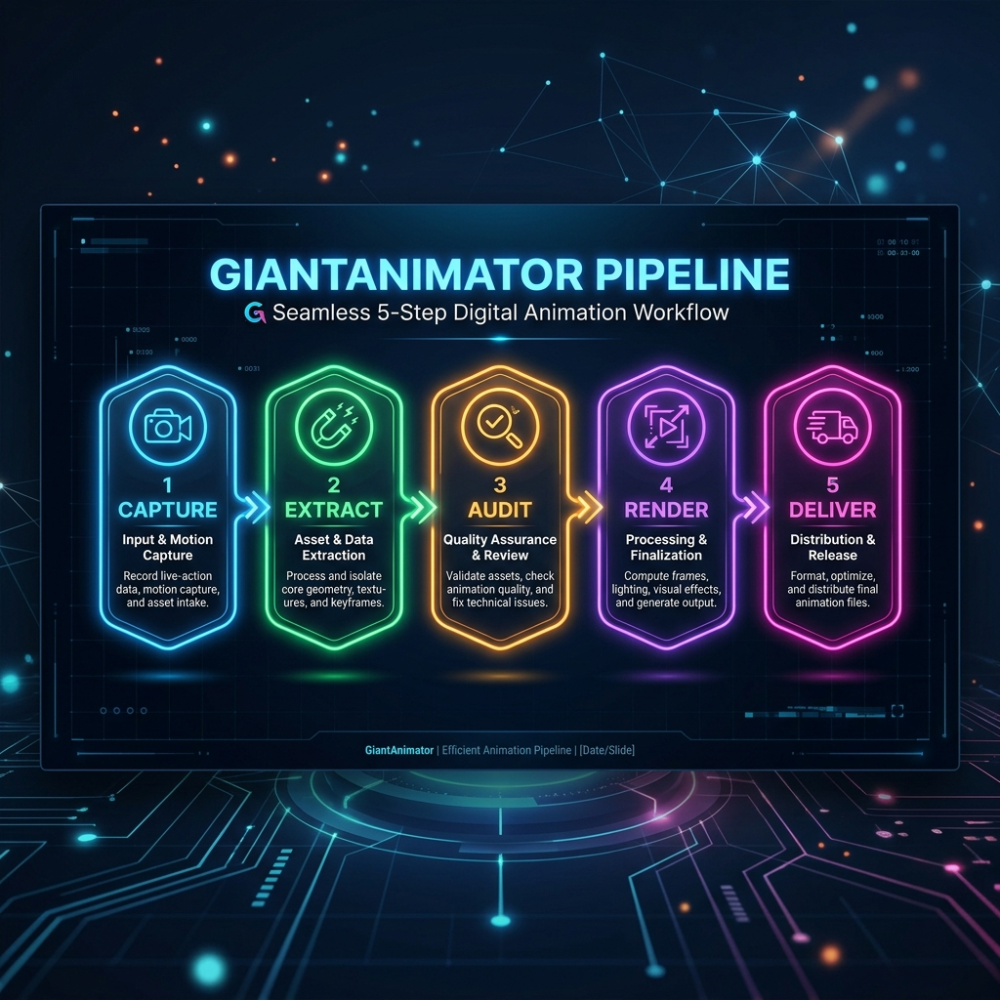 GIANTANIMATOR PIPELINE
Seamless 5-Step Digital Animation Workflow
1
CAPTURE
Input & Motion
Capture
Record live-action
data, motion capture,
and asset intake.
2
EXTRACT
Asset & Data
Extraction
Process and isolate
core geometry, textu-
ures, and keyframes.
3
AUDIT
Quality Assurance
& Review
Validate assets, check
animation quality, and
fix technical issues.
4
RENDER
Processing &
Finalization
Compute frames,
lighting, visual effects,
and generate output.
5
DELIVER
Distribution &
Release
Format, optimize,
and distribute final
animation files.
GiantAnimator | Efficient Animation Pipeline | [Date/Slide]